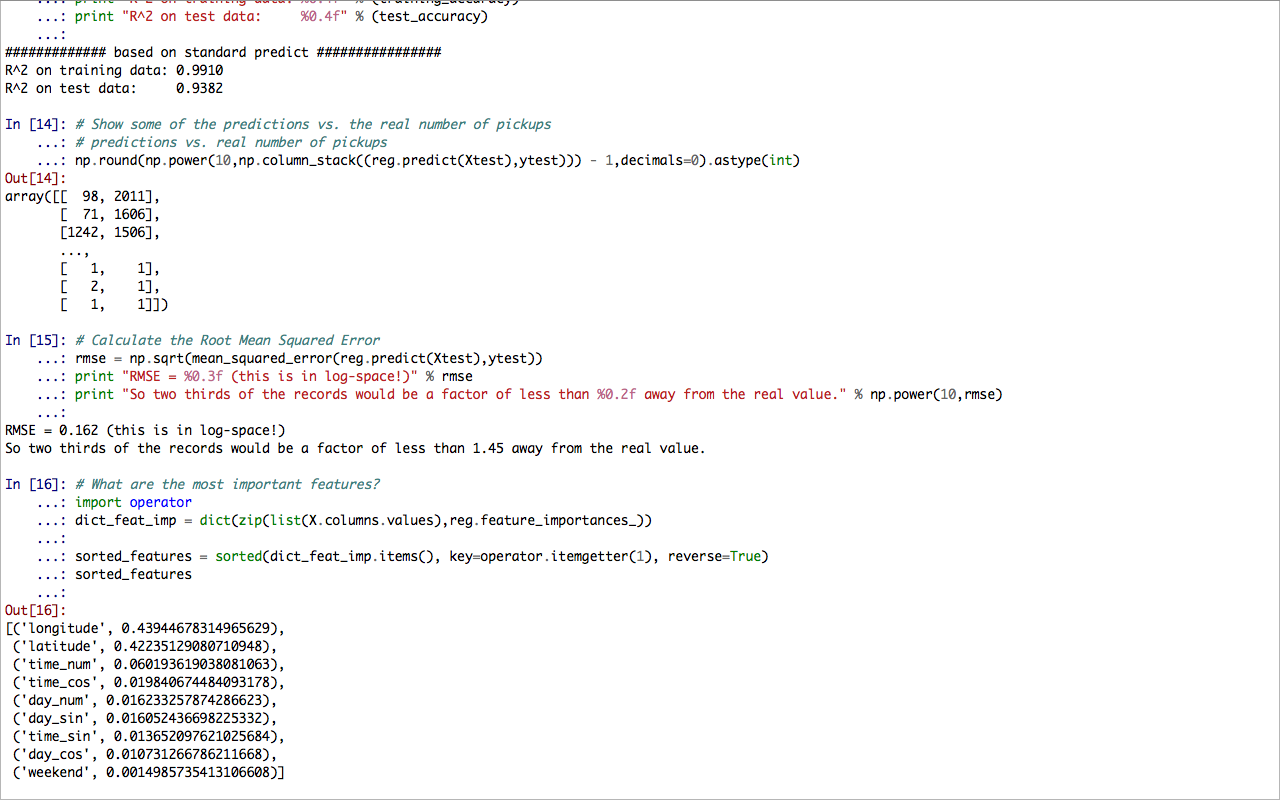 ...: print "R^2 on training data: %0.4f" % (training_accuracy)
...: print "R^2 on test data:     %0.4f" % (test_accuracy)
...:
############# based on standard predict ################
R^2 on training data: 0.9910
R^2 on test data:     0.9382
In [14]: # Show some of the predictions vs. the real number of pickups
...: # predictions vs. real number of pickups
...: np.round(np.power(10,np.column_stack((reg.predict(Xtest),ytest))) - 1,decimals=0).astype(int)
Out[14]:
array([[  98, 2011],
[  71, 1606],
[1242, 1506],
...,
[   1,    1],
[   2,    1],
[   1,    1]])
In [15]: # Calculate the Root Mean Squared Error
...: rmse = np.sqrt(mean_squared_error(reg.predict(Xtest),ytest))
...: print "RMSE = %0.3f (this is in log-space!)" % rmse
...: print "So two thirds of the records would be a factor of less than %0.2f away from the real value." % np.power(10,rmse)
...:
RMSE = 0.162 (this is in log-space!)
So two thirds of the records would be a factor of less than 1.45 away from the real value.
In [16]: # What are the most important features?
...: import operator
...: dict_feat_imp = dict(zip(list(X.columns.values),reg.feature_importances_))
...:
...: sorted_features = sorted(dict_feat_imp.items(), key=operator.itemgetter(1), reverse=True)
...: sorted_features
...:
Out[16]:
[('longitude', 0.43944678314965629),
('latitude', 0.42235129080710948),
('time_num', 0.060193619038081063),
('time_cos', 0.019840674484093178),
('day_num', 0.016233257874286623),
('day_sin', 0.016052436698225332),
('time_sin', 0.013652097621025684),
('day_cos', 0.010731266786211668),
('weekend', 0.0014985735413106608)]